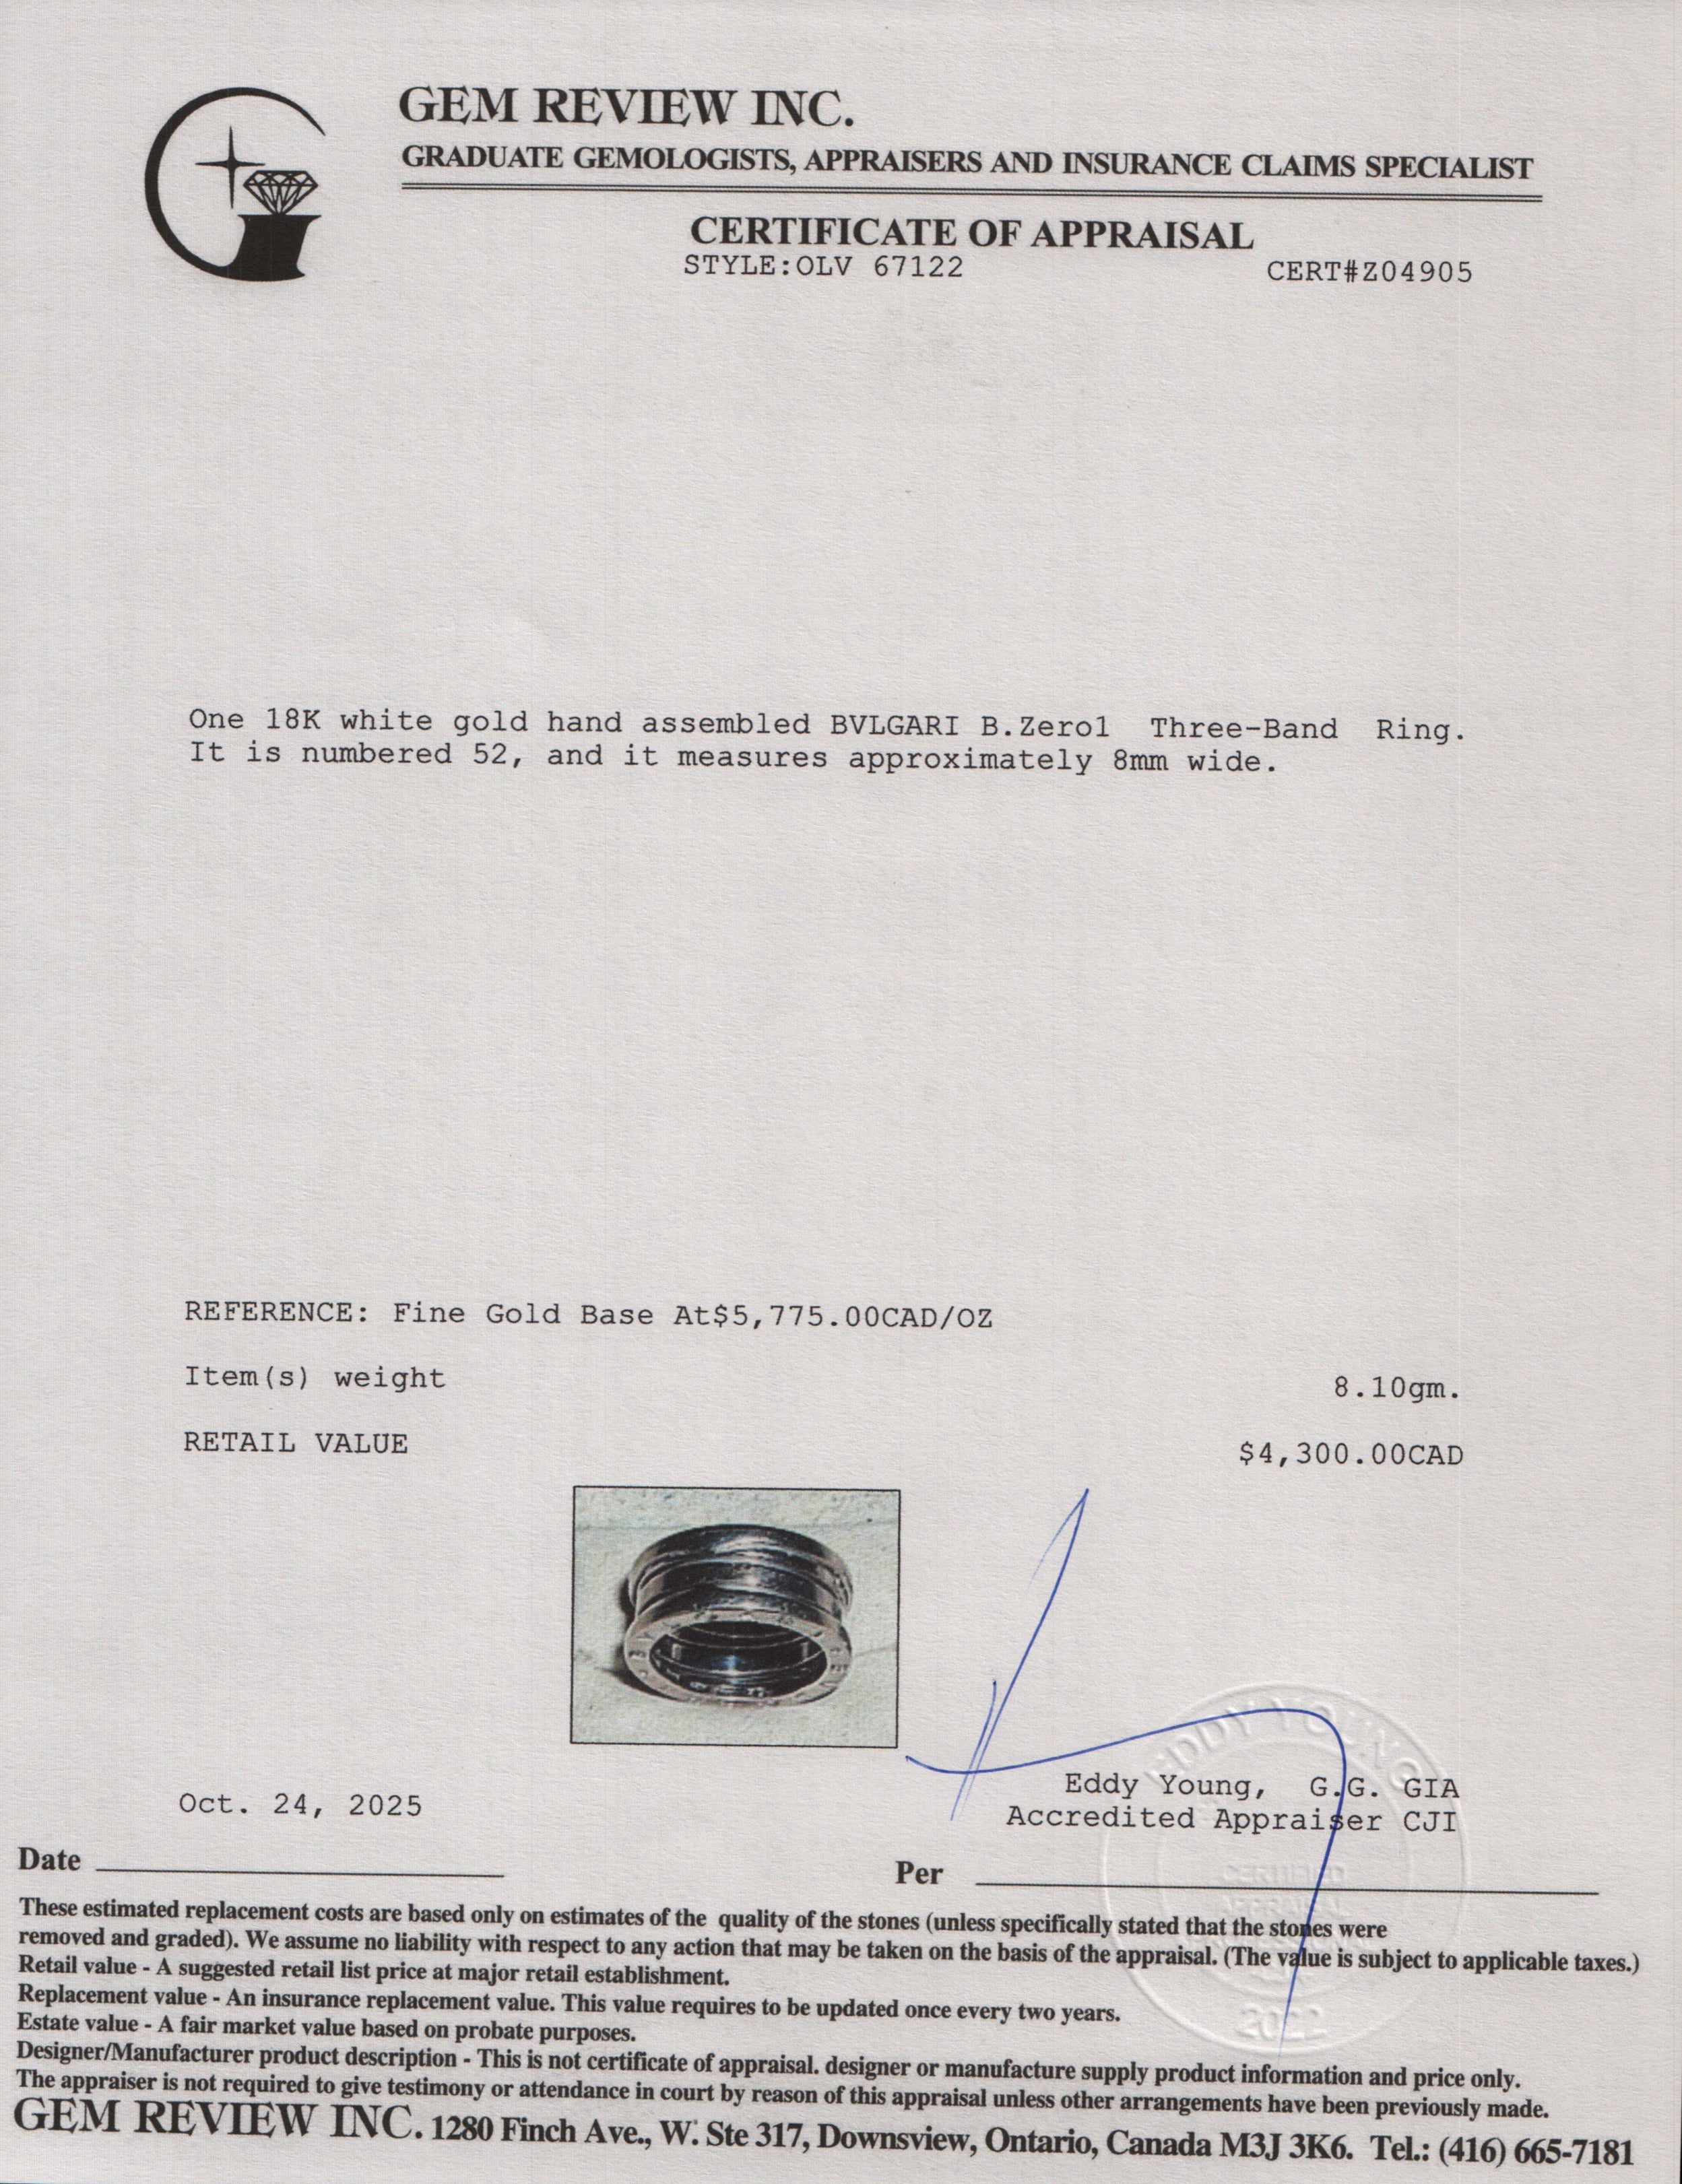 GEM REVIEW INC.
GRADUATE GEMOLOGISTS, APPRAISERS AND INSURANCE CLAIMS SPECIALIST
CERTIFICATE OF APPRAISAL
STYLE:OLV 67122
CERT#Z04905
One 18K white gold hand assembled BVLGARI B.Zero1 Three-Band Ring.
It is numbered 52, and it measures approximately 8mm wide.
REFERENCE: Fine Gold Base At$5,775.00CAD/OZ
Item(s) weight 8.10gm.
RETAIL VALUE $4,300.00CAD
EDDY YOUNG
Eddy Young, G.G. GIA
Oct. 24, 2025
Accredited Appraiser CJI
Date
Per
CERTIFIED
APPRAISAL
These estimated replacement costs are based only on estimates of the quality of the stones (unless specifically stated that the stones were
removed and graded). We assume no liability with respect to any action that may be taken on the basis of the appraisal. (The value is subject to applicable taxes.)
Retail value - A suggested retail list price at major retail establishment.
Replacement value - An insurance replacement value. This value requires to be updated once every two years.
Estate value - A fair market value based on probate purposes.
Designer/Manufacturer product description - This is not certificate of appraisal. designer or manufacture supply product information and price only.
The appraiser is not required to give testimony or attendance in court by reason of this appraisal unless other arrangements have been previously made.
GEM REVIEW INC. 1280 Finch Ave., W. Ste 317, Downsview, Ontario, Canada M3J 3K6. Tel.: (416) 665-7181